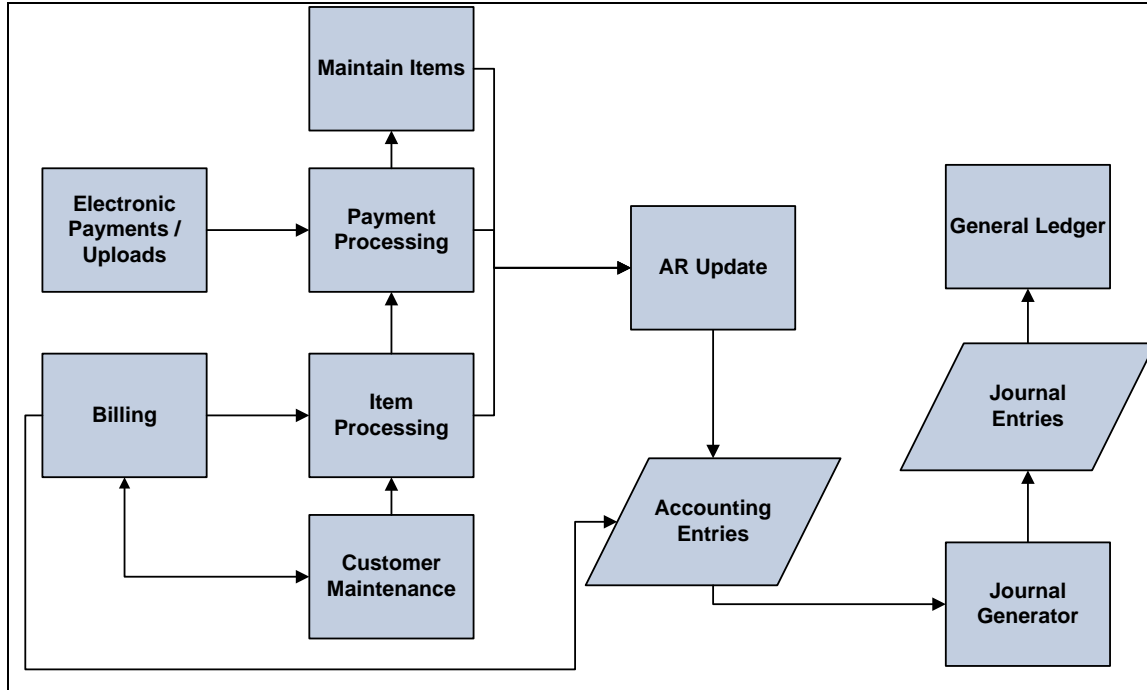 Maintain Items
Electronic
Payments /
Uploads
Payment
Processing
AR Update
General Ledger
Billing
Item
Processing
Journal
Entries
Customer
Maintenance
Accounting
Entries
Journal
Generator